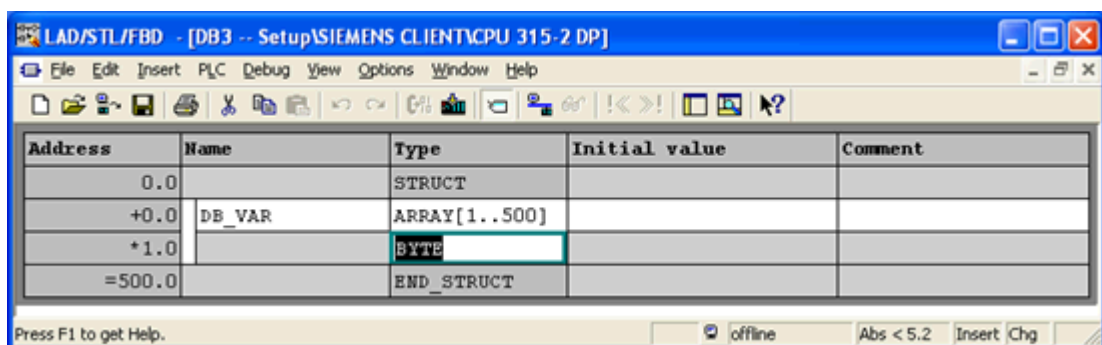 LAD/STL/FBD - [DB3 -- Setup\SIEMENS CLIENT\CPU 315-2 DP]
File Edit Insert PLC Debug View Options Window Help
Address Name Type Initial value Comment
0.0 STRUCT
+0.0 DB_VAR ARRAY[1..500]
*1.0 BYTE
=500.0 END_STRUCT
Press F1 to get Help. offline Abs < 5.2 Insert Chg